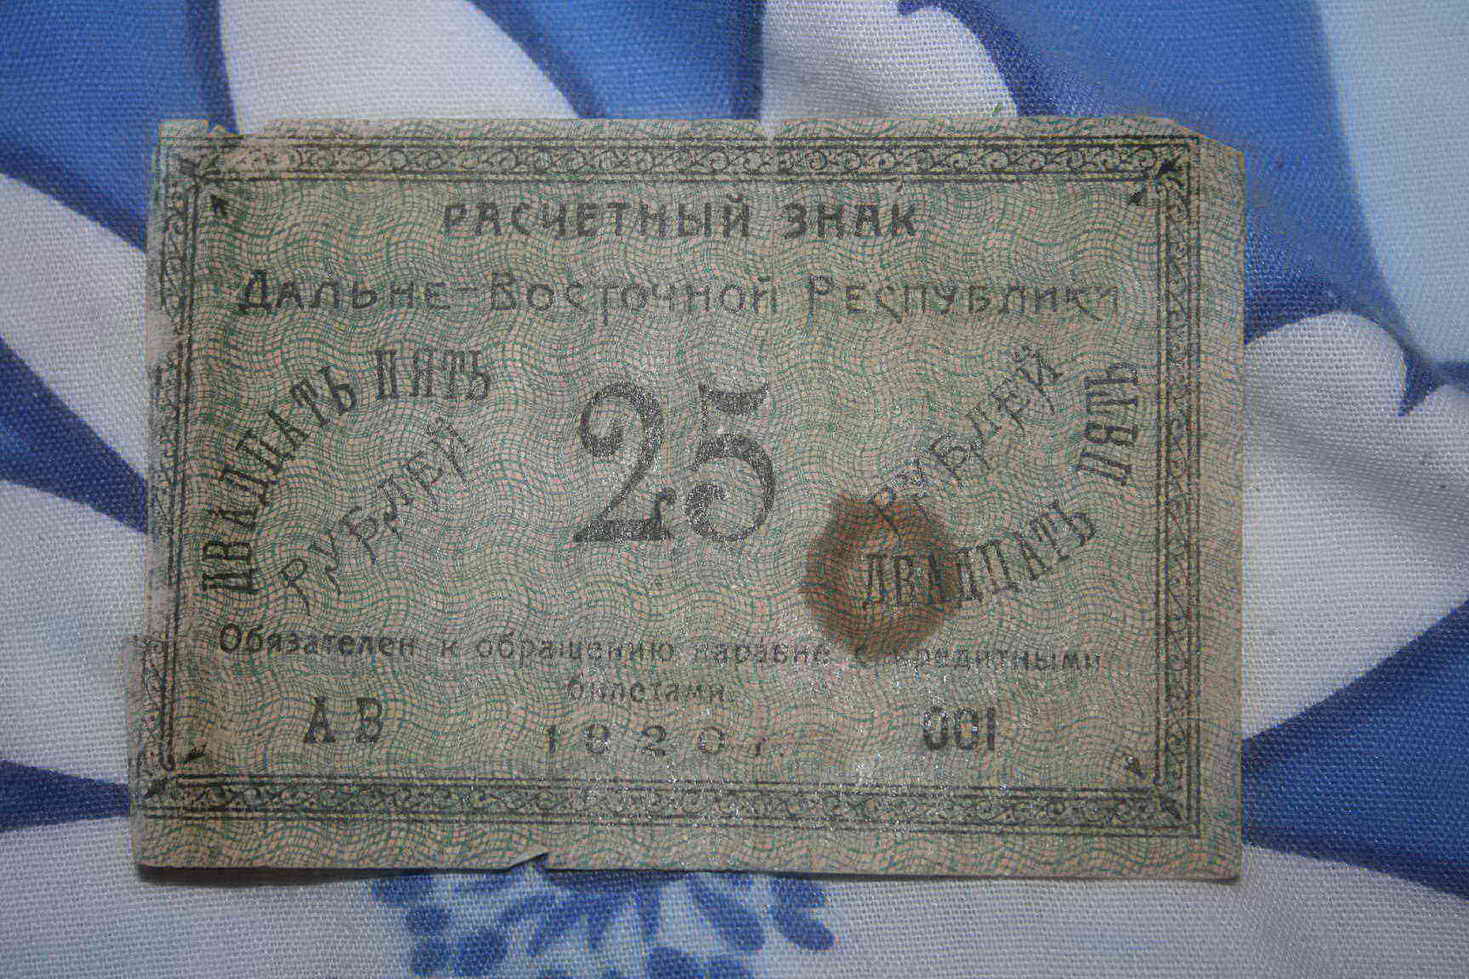 РАСЧЕТНЫЙ ЗНАК
Дальне-Восточной Республики
ДВАДЦАТЬ ПЯТЬ
РУБЛЕЙ
25
РУБЛЕЙ
ДВАДЦАТЬ ПЯТЬ
Обязателен к обращению наравне с кредитными
билетами
АВ
1920 г.
001